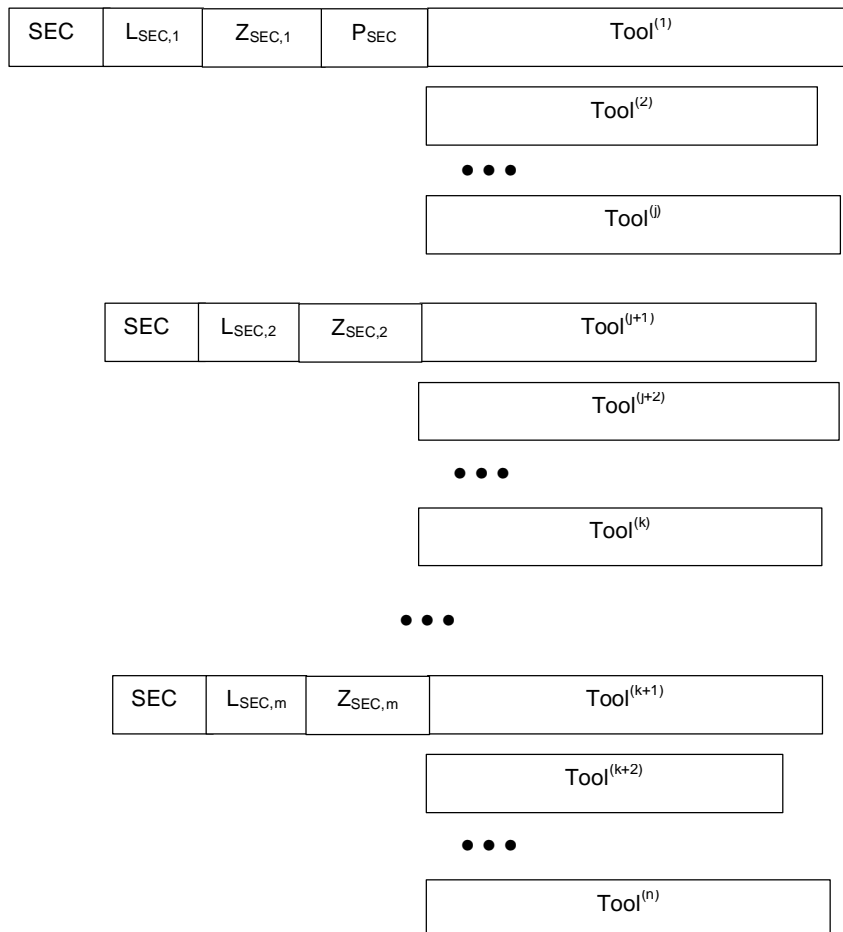 SEC L_SEC,1 Z_SEC,1 P_SEC Tool^(1)
Tool^(2)
•••
Tool^(j)
SEC L_SEC,2 Z_SEC,2 Tool^(j+1)
Tool^(j+2)
•••
Tool^(k)
•••
SEC L_SEC,m Z_SEC,m Tool^(k+1)
Tool^(k+2)
•••
Tool^(n)